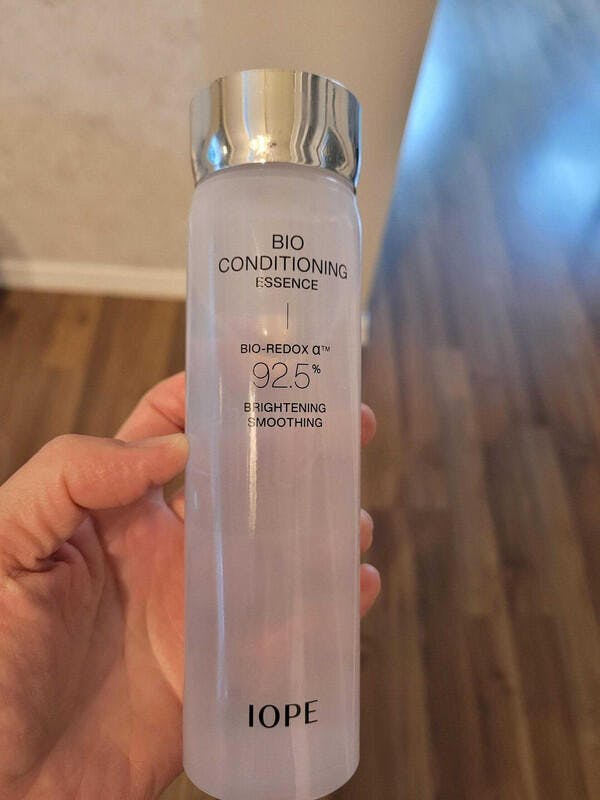 BIO
CONDITIONING
ESSENCE
BIO-REDOX α™
92.5%
BRIGHTENING
SMOOTHING
IOPE